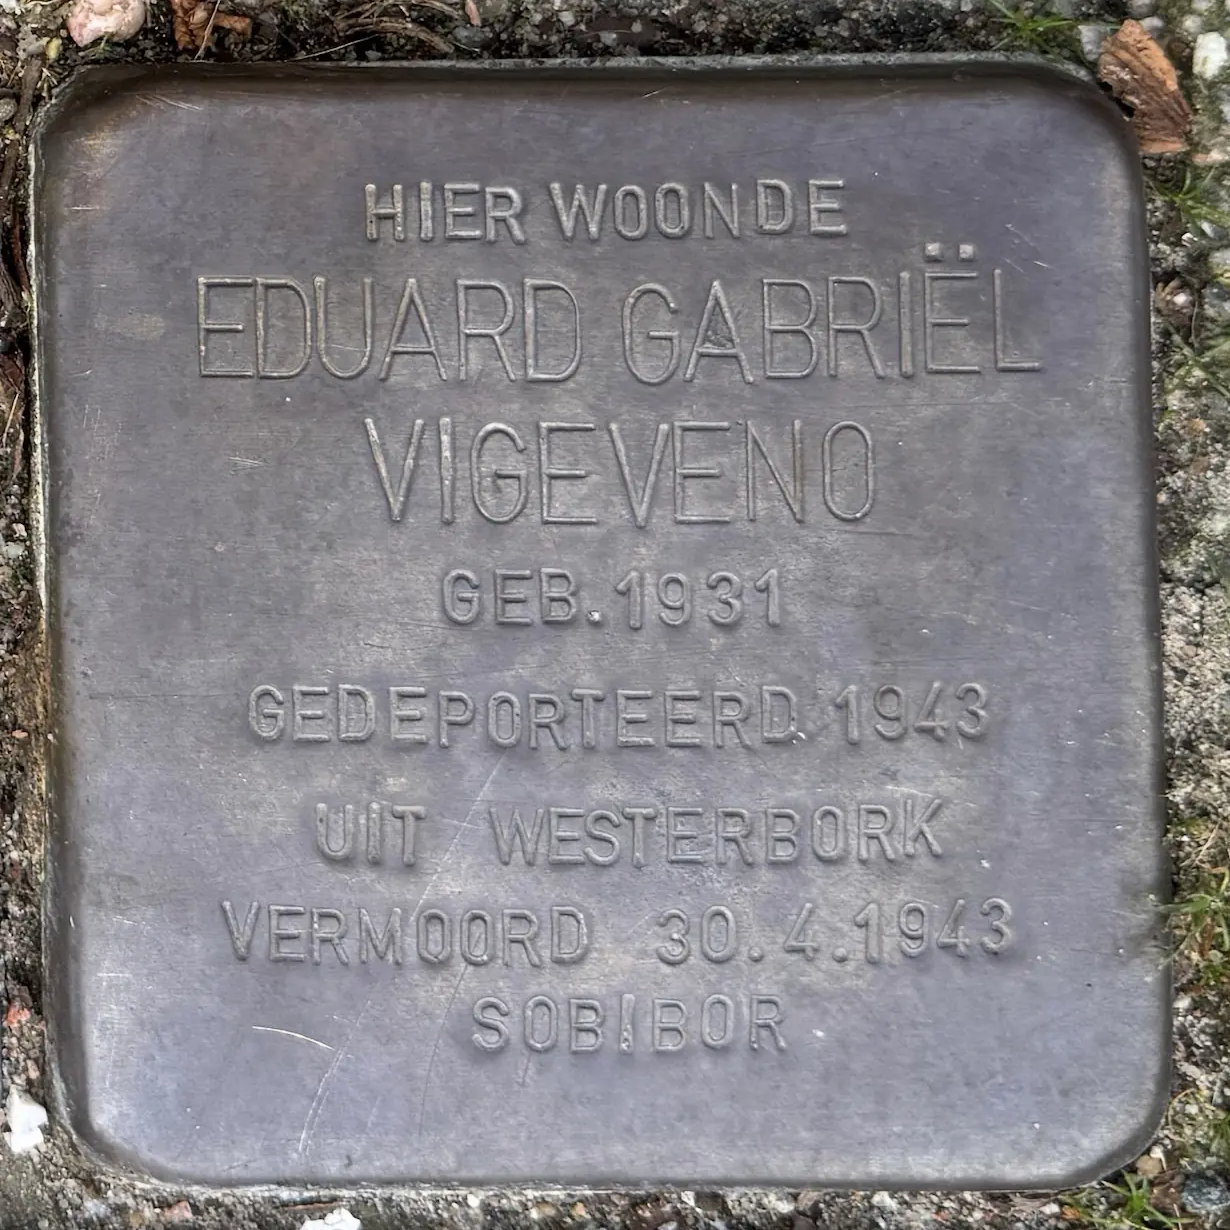 HIER WOONDE
EDUARD GABRIËL
VIGEVENO
GEB. 1931
GEDEPORTEERD 1943
UIT WESTERBORK
VERMOORD 30.4.1943
SOBIBOR